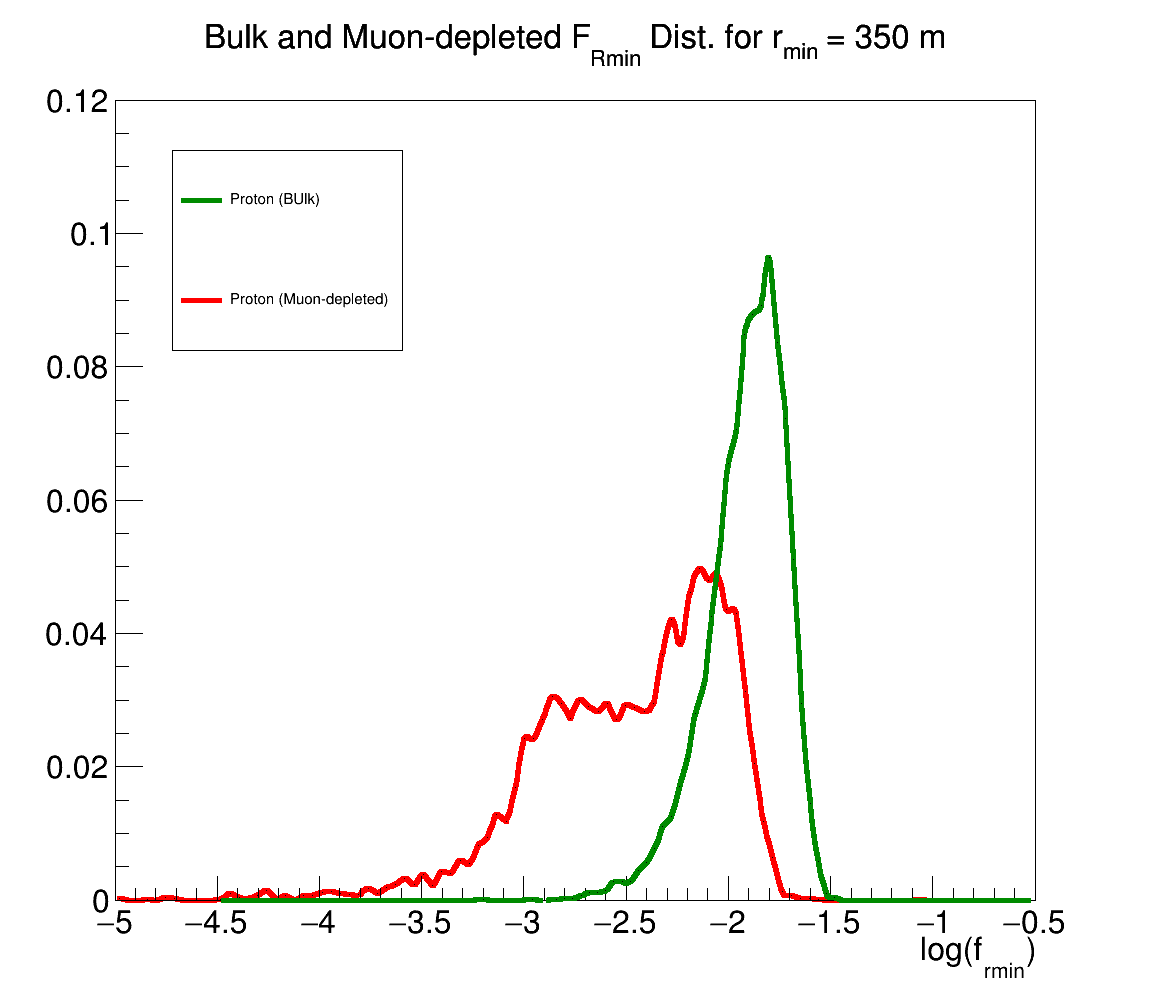 Bulk and Muon-depleted F_Rmin Dist. for r_min = 350 m
0.12
Proton (BUlk)
0.1
Proton (Muon-depleted)
0.08
0.06
0.04
0.02
0
−5 −4.5 −4 −3.5 −3 −2.5 −2 −1.5 −1 −0.5
log(f_rmin)